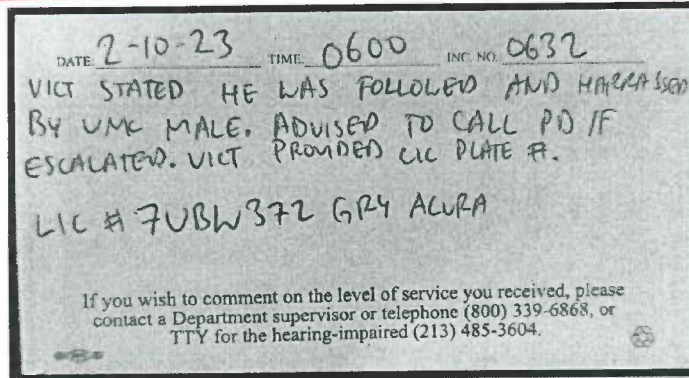 DATE: 2-10-23 TIME: 0600 INC. NO. 0632
VICT STATED HE WAS FOLLOLED AND HARRASSED
BY UNK MALE. ADVISED TO CALL PD IF
ESCALATED. VICT PROVIDED LIC PLATE #.
LIC # 7UBW372 GRY ACURA
If you wish to comment on the level of service you received, please
contact a Department supervisor or telephone (800) 339-6868, or
TTY for the hearing-impaired (213) 485-3604.